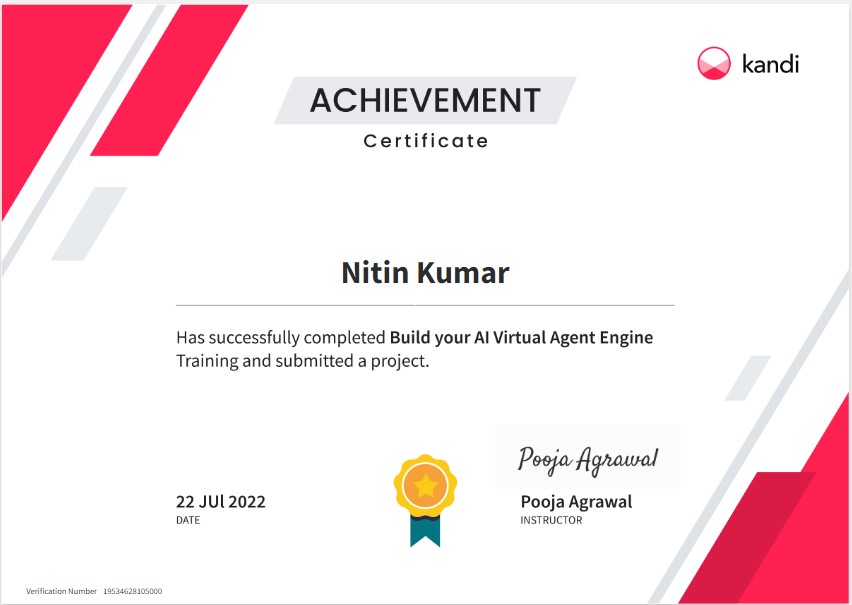 kandi
ACHIEVEMENT
Certificate
Nitin Kumar
Has successfully completed Build your AI Virtual Agent Engine
Training and submitted a project.
Pooja Agrawal
22 JUl 2022
DATE
Pooja Agrawal
INSTRUCTOR
Verification Number 19534628105000